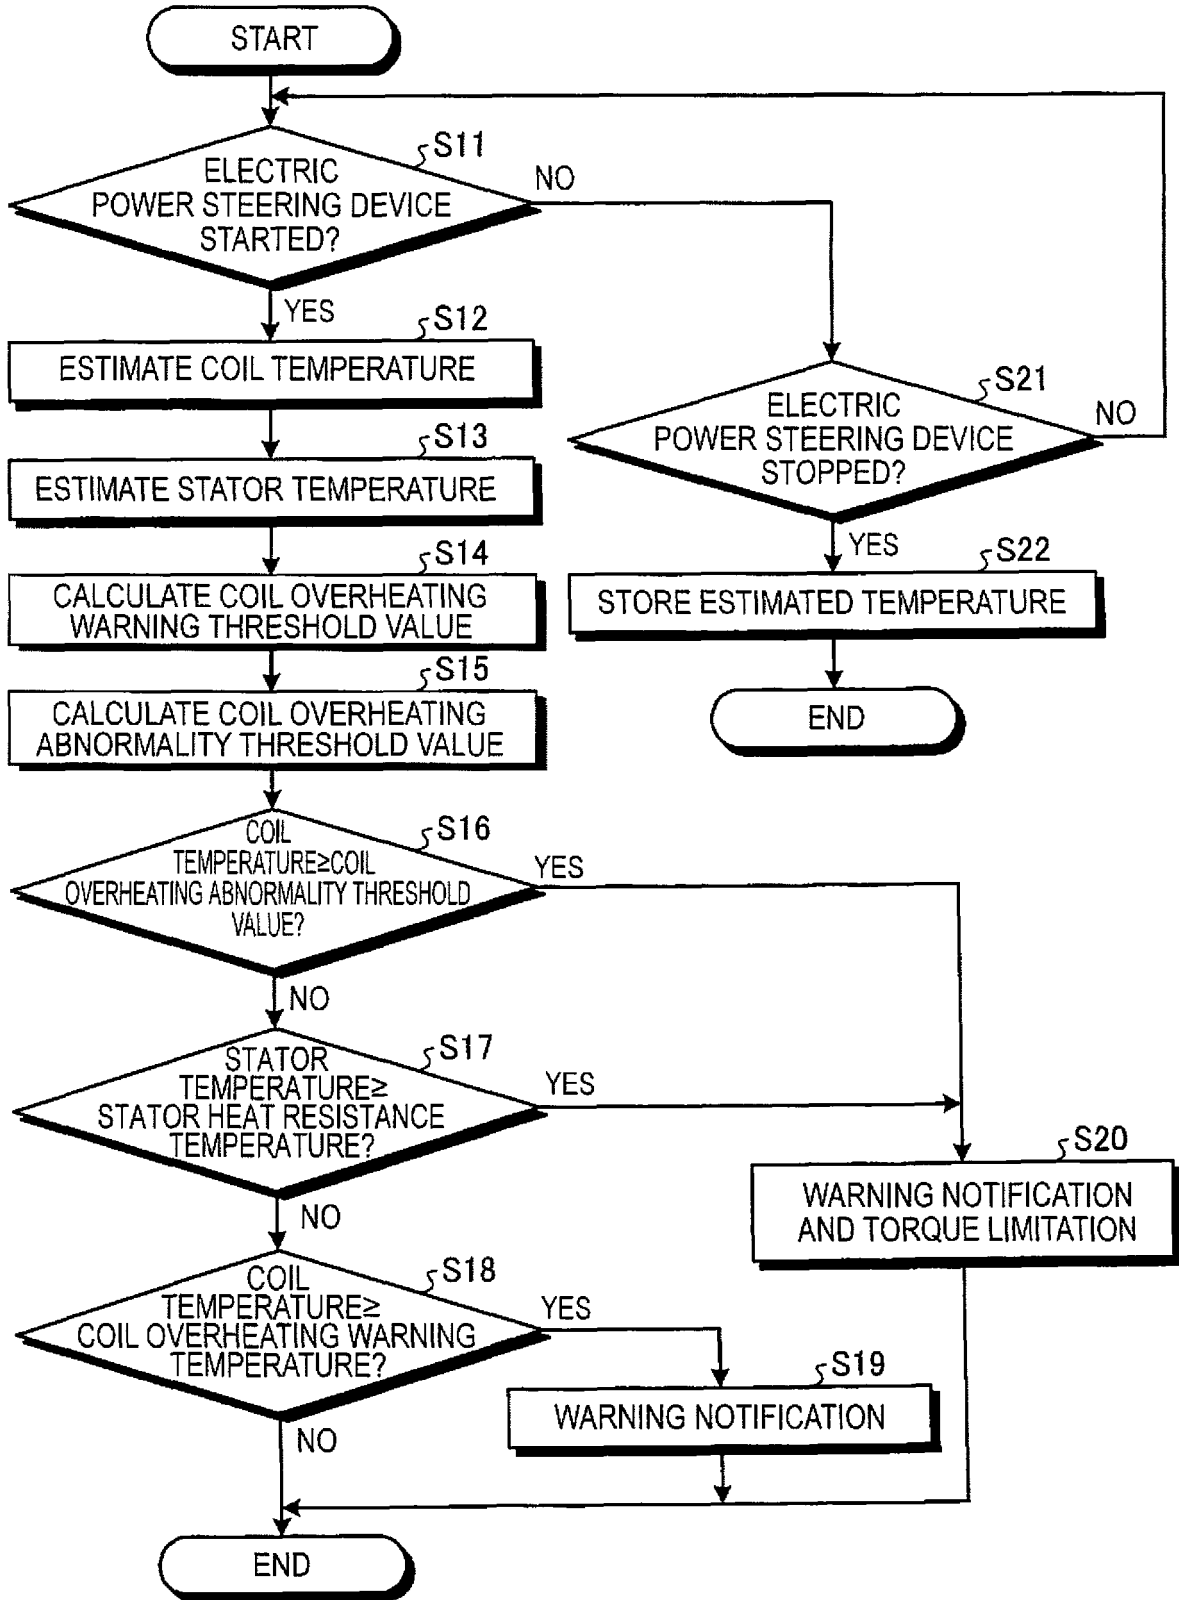 START
S11
ELECTRIC
POWER STEERING DEVICE
STARTED?
NO
YES
S12
ESTIMATE COIL TEMPERATURE
S13
ESTIMATE STATOR TEMPERATURE
S14
CALCULATE COIL OVERHEATING
WARNING THRESHOLD VALUE
S15
CALCULATE COIL OVERHEATING
ABNORMALITY THRESHOLD VALUE
S21
ELECTRIC
POWER STEERING DEVICE
STOPPED?
NO
YES
S22
STORE ESTIMATED TEMPERATURE
END
S16
COIL
TEMPERATURE≥COIL
OVERHEATING ABNORMALITY THRESHOLD
VALUE?
YES
NO
S17
STATOR
TEMPERATURE≥
STATOR HEAT RESISTANCE
TEMPERATURE?
YES
NO
S20
WARNING NOTIFICATION
AND TORQUE LIMITATION
S18
COIL
TEMPERATURE≥
COIL OVERHEATING WARNING
TEMPERATURE?
YES
NO
S19
WARNING NOTIFICATION
END